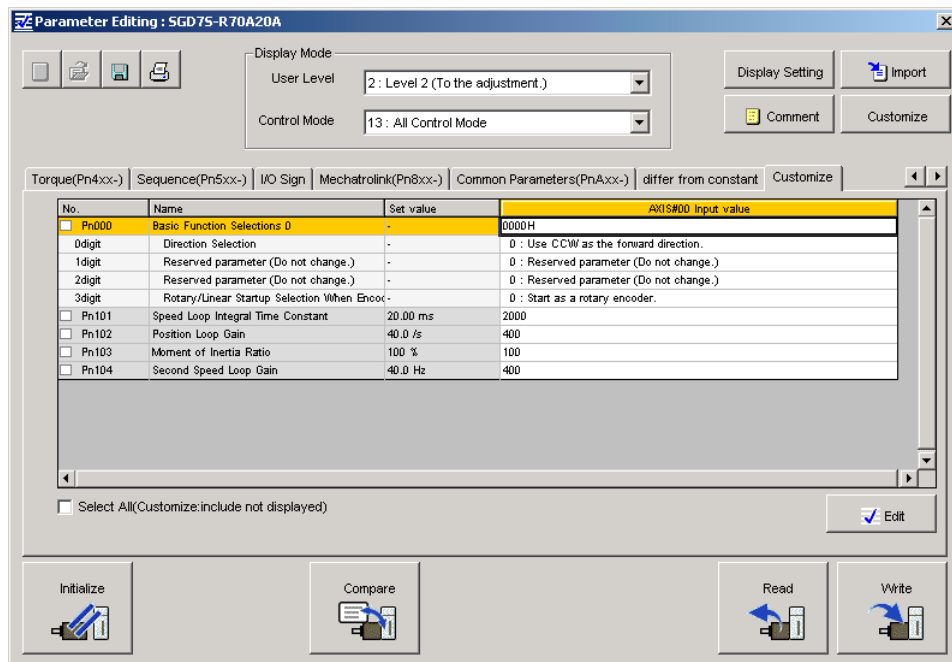 Parameter Editing : SGD7S-R70A20A
Display Mode
User Level 2 : Level 2 (To the adjustment.)
Control Mode 13 : All Control Mode
Display Setting Import
Comment Customize
Torque(Pn4xx-) Sequence(Pn5xx-) I/O Sign Mechatrolink(Pn8xx-) Common Parameters(PnAxx-) differ from constant Customize
No. Name Set value AXIS#00 Input value
Pn000 Basic Function Selections 0 - 0000H
0digit Direction Selection - 0 : Use CCW as the forward direction.
1digit Reserved parameter (Do not change.) - 0 : Reserved parameter (Do not change.)
2digit Reserved parameter (Do not change.) - 0 : Reserved parameter (Do not change.)
3digit Rotary/Linear Startup Selection When Encoc - 0 : Start as a rotary encoder.
Pn101 Speed Loop Integral Time Constant 20.00 ms 2000
Pn102 Position Loop Gain 40.0 /s 400
Pn103 Moment of Inertia Ratio 100 % 100
Pn104 Second Speed Loop Gain 40.0 Hz 400
Select All(Customize:include not displayed)
Edit
Initialize Compare Read Write